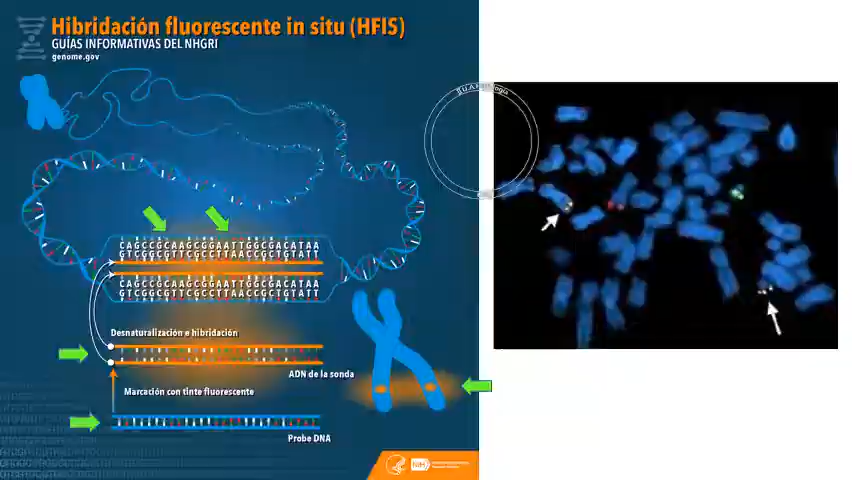 Hibridación fluorescente in situ (HFIS)
GUÍAS INFORMATIVAS DEL NHGRI
genome.gov
CAGCCGCAAGCGGAATTGGCGACATAA
GTCGGCGTTCGCCTTAACCGCTGTATT
CAGCCGCAAGCGGAATTGGCGACATAA
GTCGGCGTTCGCCTTAACCGCTGTATT
Desnaturalización e hibridación
ADN de la sonda
Marcación con tinte fluorescente
Probe DNA
NIH